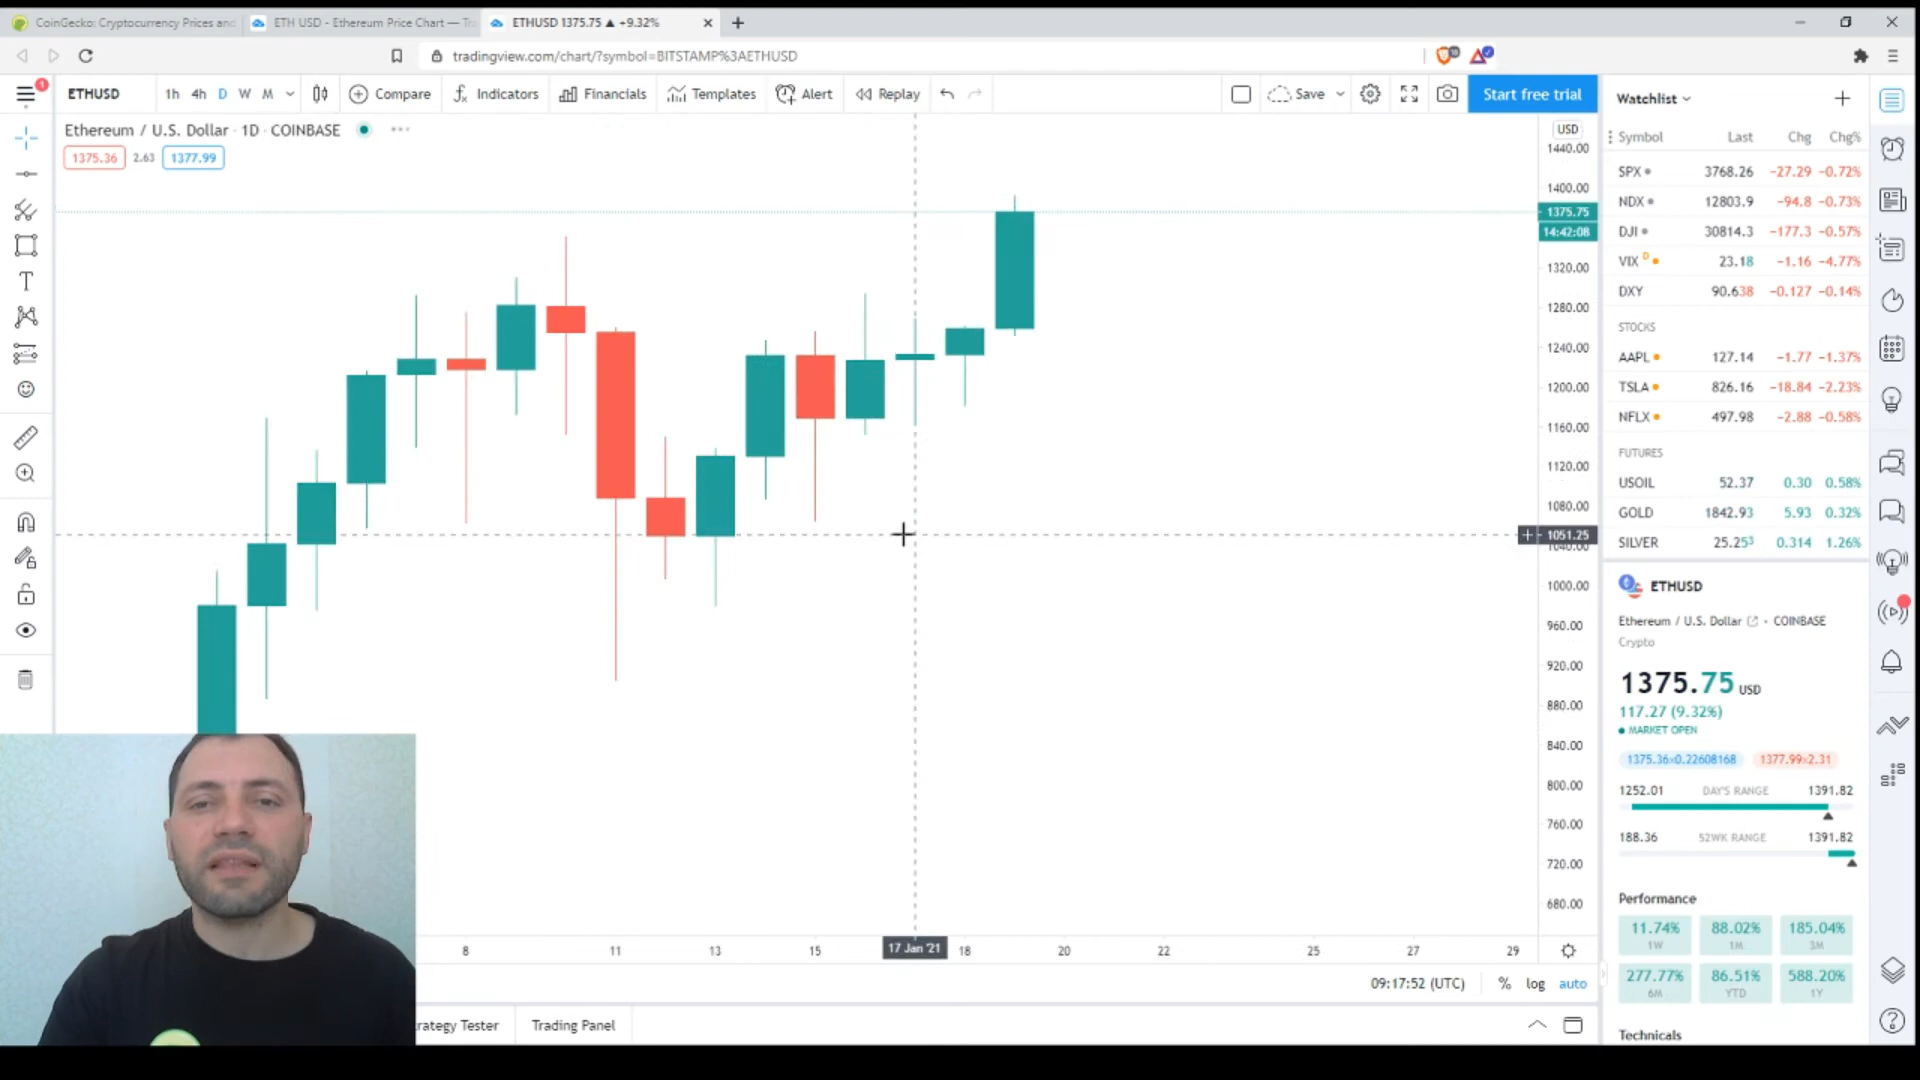 CoinGecko: Cryptocurrency Prices and
ETH USD - Ethereum Price Chart — Tr
ETHUSD 1375.75 ▲ +9.32%
tradingview.com/chart/?symbol=BITSTAMP%3AETHUSD
1
ETHUSD
1h 4h D W M
Compare
Indicators
Financials
Templates
Alert
Replay
Save
Start free trial
Ethereum / U.S. Dollar · 1D · COINBASE
1375.36 2.63 1377.99
USD
1440.00
1400.00
1375.75
14:42:08
1320.00
1280.00
1240.00
1200.00
1160.00
1120.00
1080.00
1051.25
1040.00
1000.00
960.00
920.00
880.00
840.00
800.00
760.00
720.00
680.00
8 11 13 15 17 Jan '21 18 20 22 25 27 29
09:17:52 (UTC) % log auto
rategy Tester Trading Panel
Watchlist
Symbol Last Chg Chg%
SPX 3768.26 −27.29 −0.72%
NDX 12803.9 −94.8 −0.73%
DJI 30814.3 −177.3 −0.57%
VIX D 23.18 −1.16 −4.77%
DXY 90.638 −0.127 −0.14%
STOCKS
AAPL 127.14 −1.77 −1.37%
TSLA 826.16 −18.84 −2.23%
NFLX 497.98 −2.88 −0.58%
FUTURES
USOIL 52.37 0.30 0.58%
GOLD 1842.93 5.93 0.32%
SILVER 25.253 0.314 1.26%
ETHUSD
Ethereum / U.S. Dollar · COINBASE
Crypto
1375.75 USD
117.27 (9.32%)
MARKET OPEN
1375.36×0.22608168 1377.99×2.31
1252.01 DAY'S RANGE 1391.82
188.36 52WK RANGE 1391.82
Performance
11.74% 88.02% 185.04%
1W 1M 3M
277.77% 86.51% 588.20%
6M YTD 1Y
Technicals